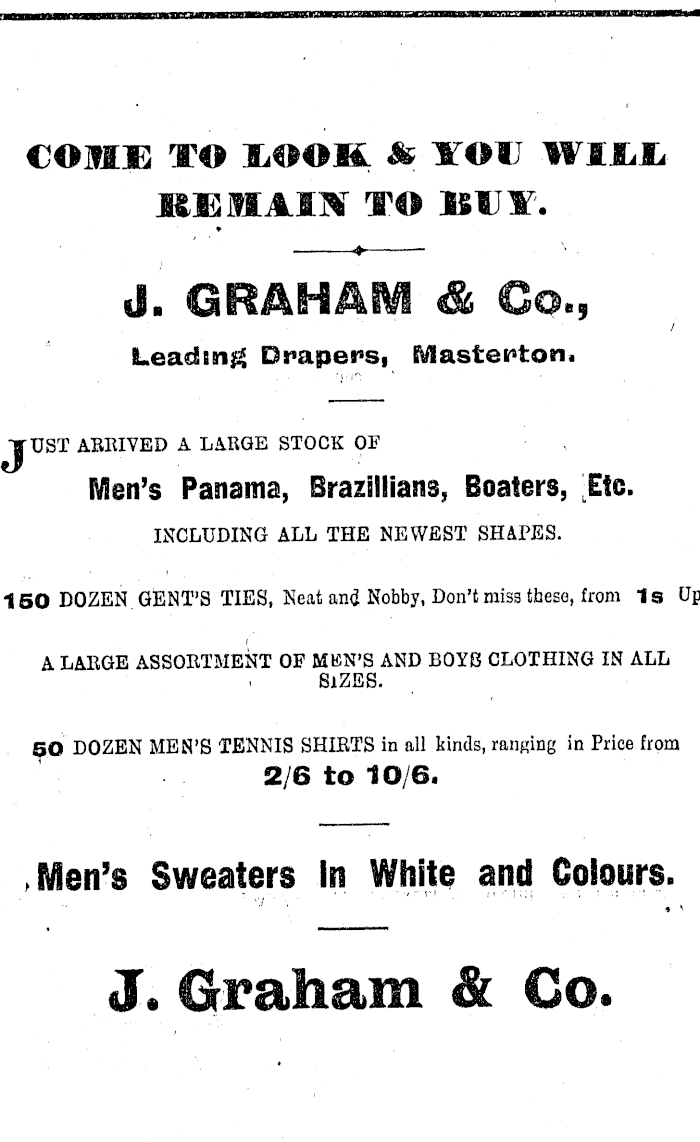 COME TO LOOK & YOU WILL
REMAIN TO BUY.
J. GRAHAM & Co.,
Leading Drapers, Masterton.
JUST ARRIVED A LARGE STOCK OF
Men's Panama, Brazillians, Boaters, Etc.
INCLUDING ALL THE NEWEST SHAPES.
150 DOZEN GENT'S TIES, Neat and Nobby, Don't miss these, from 1s Up
A LARGE ASSORTMENT OF MEN'S AND BOYS CLOTHING IN ALL
SIZES.
50 DOZEN MEN'S TENNIS SHIRTS in all kinds, ranging in Price from
2/6 to 10/6.
Men's Sweaters In White and Colours.
J. Graham & Co.